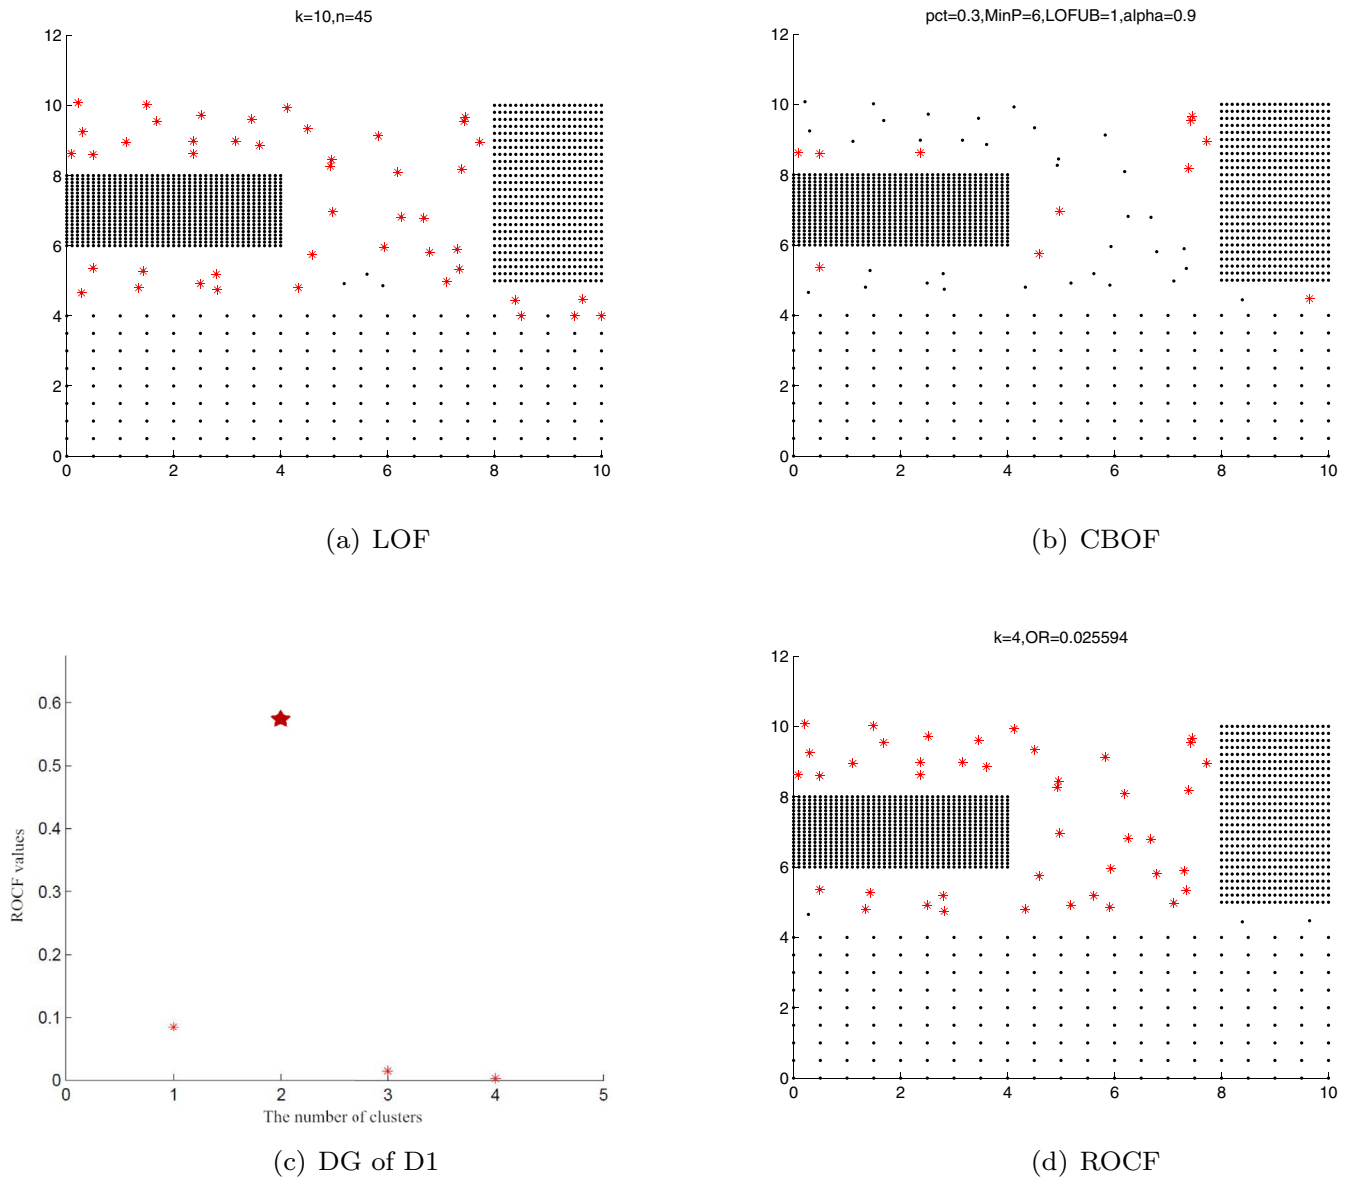 k=10,n=45
12
10
8
6
4
2
0
0 2 4 6 8 10
(a) LOF
pct=0.3,MinP=6,LOFUB=1,alpha=0.9
12
10
8
6
4
2
0
0 2 4 6 8 10
(b) CBOF
0.6
0.5
0.4
0.3
0.2
0.1
0
ROCF values
0 1 2 3 4 5
The number of clusters
(c) DG of D1
k=4,OR=0.025594
12
10
8
6
4
2
0
0 2 4 6 8 10
(d) ROCF